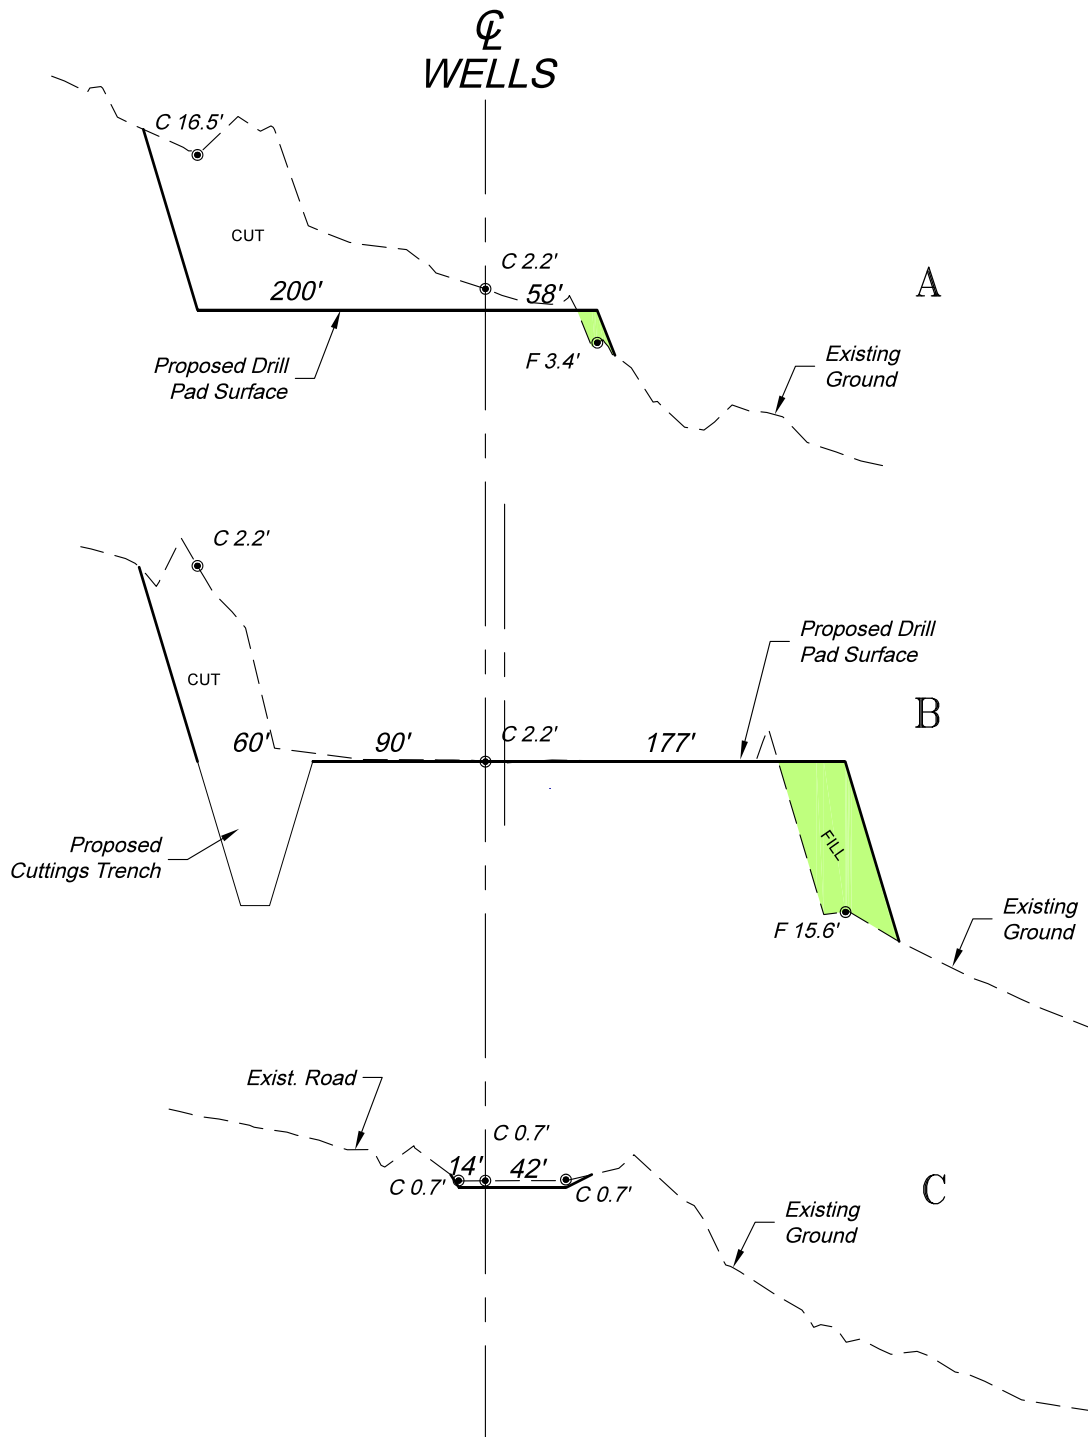 ℄
WELLS
C 16.5'
CUT
C 2.2'
200'
58'
A
Proposed Drill
Pad Surface
F 3.4'
Existing
Ground
C 2.2'
CUT
Proposed Drill
Pad Surface
B
60'
90'
C 2.2'
177'
Proposed
Cuttings Trench
FILL
F 15.6'
Existing
Ground
Exist. Road
C 0.7'
14'
42'
C 0.7'
C 0.7'
C
Existing
Ground